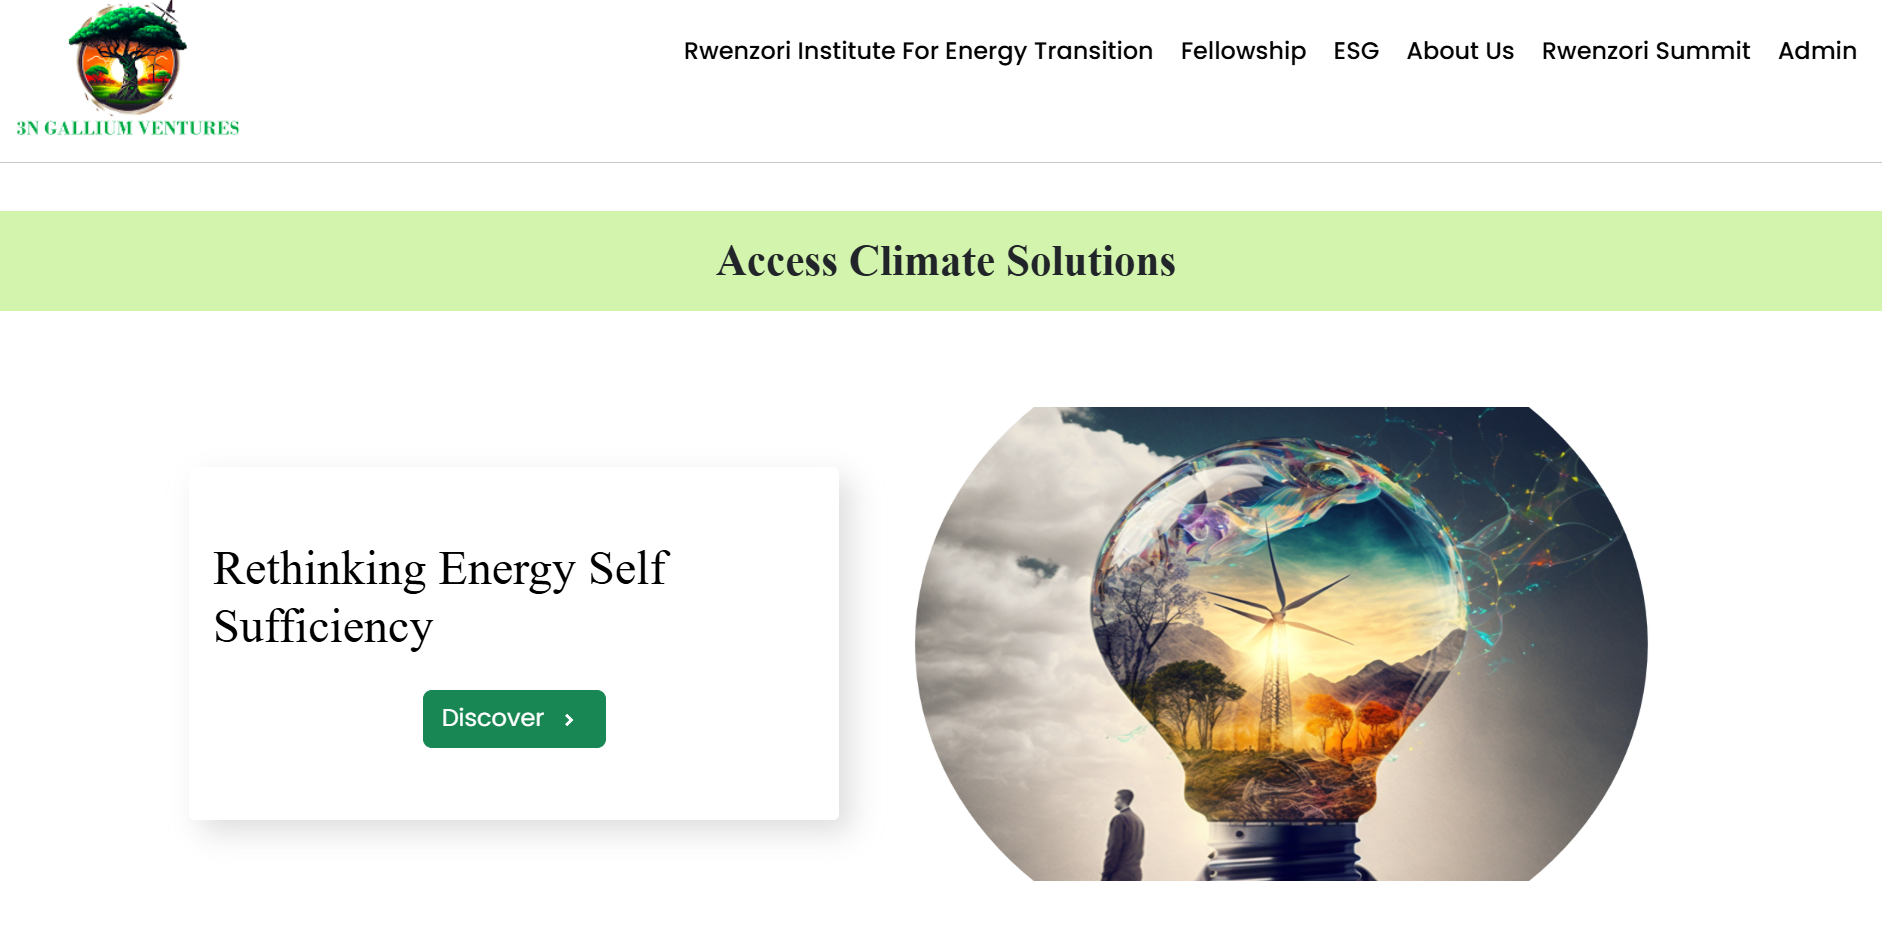 3N GALLIUM VENTURES
Rwenzori Institute For Energy Transition Fellowship ESG About Us Rwenzori Summit Admin
Access Climate Solutions
Rethinking Energy Self
Sufficiency
Discover